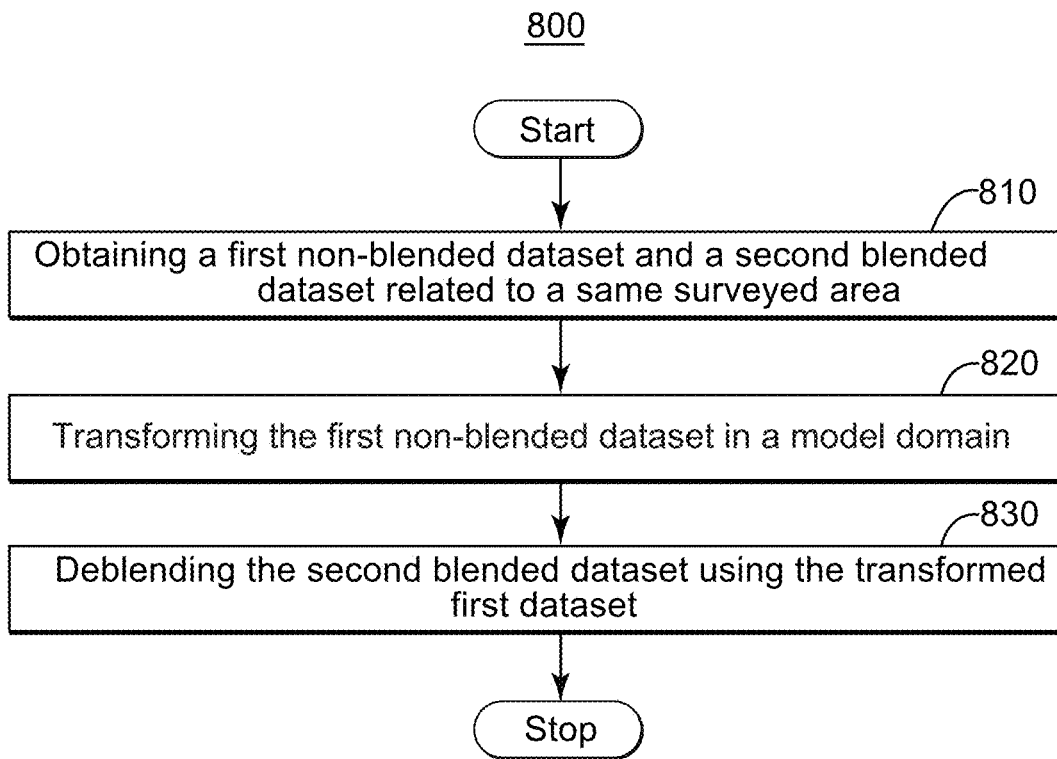 800
Start
810
Obtaining a first non-blended dataset and a second blended
dataset related to a same surveyed area
820
Transforming the first non-blended dataset in a model domain
830
Deblending the second blended dataset using the transformed
first dataset
Stop